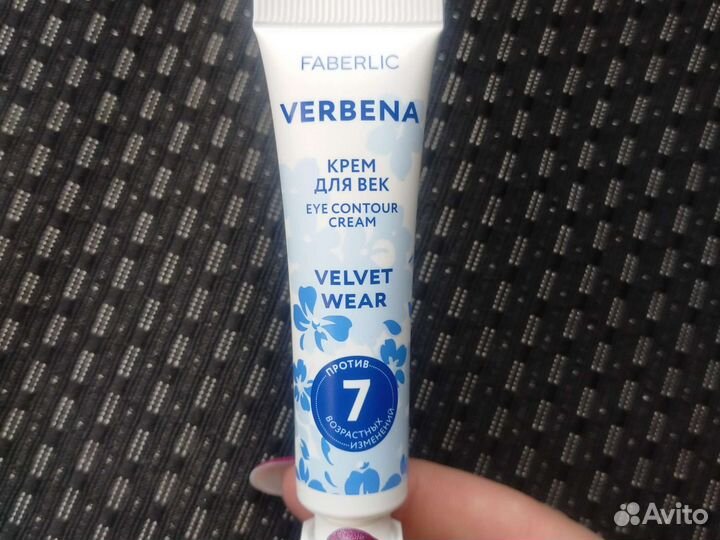 FABERLIC
VERBENA
КРЕМ
ДЛЯ ВЕК
EYE CONTOUR
CREAM
VELVET
WEAR
ПРОТИВ
7
ВОЗРАСТНЫХ
ИЗМЕНЕНИЙ
Avito